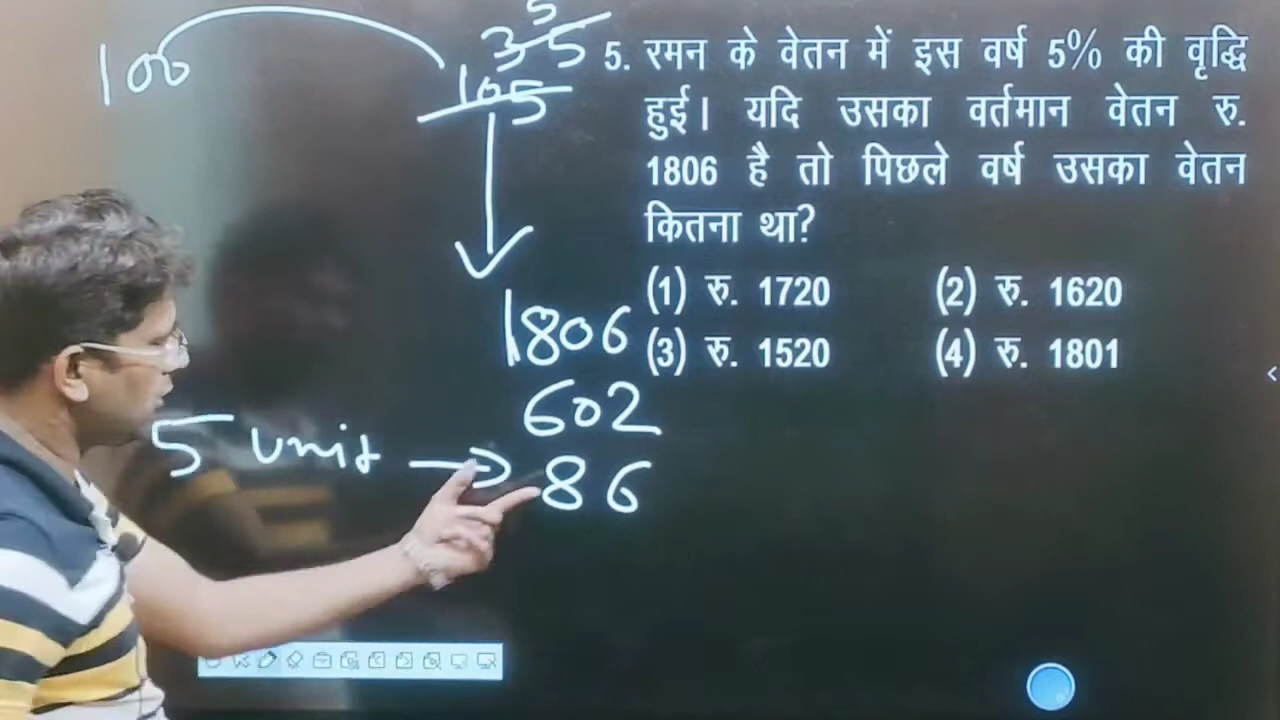 100
5
35
105
5. रमन के वेतन में इस वर्ष 5% की वृद्धि
हुई। यदि उसका वर्तमान वेतन रु.
1806 है तो पिछले वर्ष उसका वेतन
कितना था?
(1) रु. 1720 (2) रु. 1620
(3) रु. 1520 (4) रु. 1801
1806
602
5 unit → 86